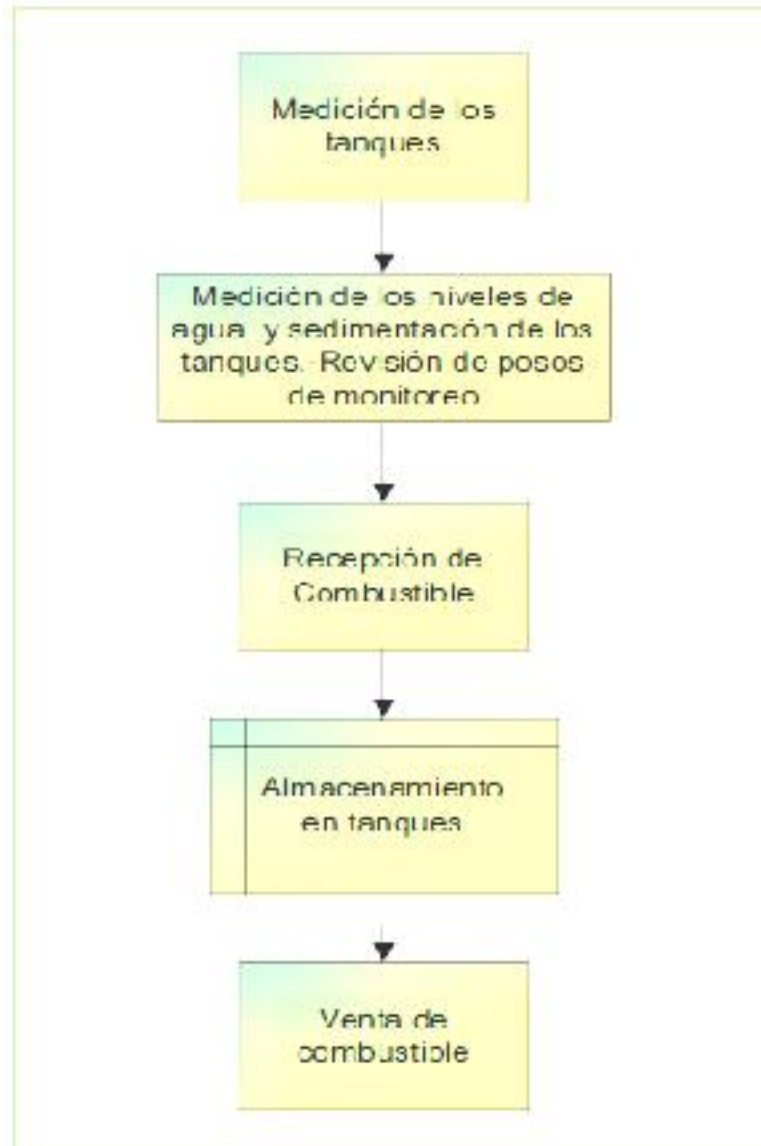 Medición de los
tanques
Medición de los niveles de
agua y sedimentación de los
tanques.-Revisión de posos
de monitoreo
Recepción de
Combustible
Almacenamiento
en tanques
Venta de
combustible